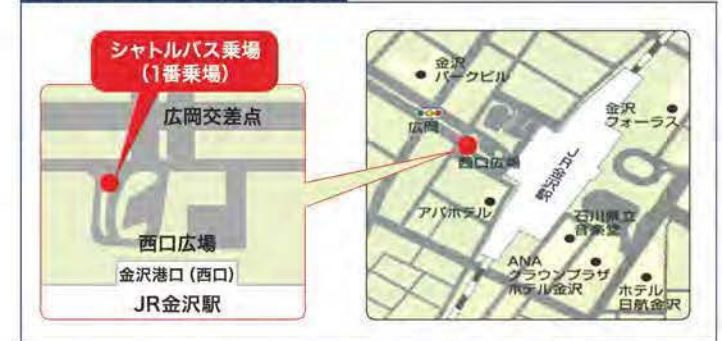 シャトルバス乗場
(1番乗場)
広岡交差点
西口広場
金沢港口(西口)
JR金沢駅
金沢
パークビル
広岡
西口広場
金沢
フォーラス
JR金沢駅
アパホテル
石川県立
音楽堂
ANA
クラウンプラザ
ホテル金沢
ホテル
日航金沢